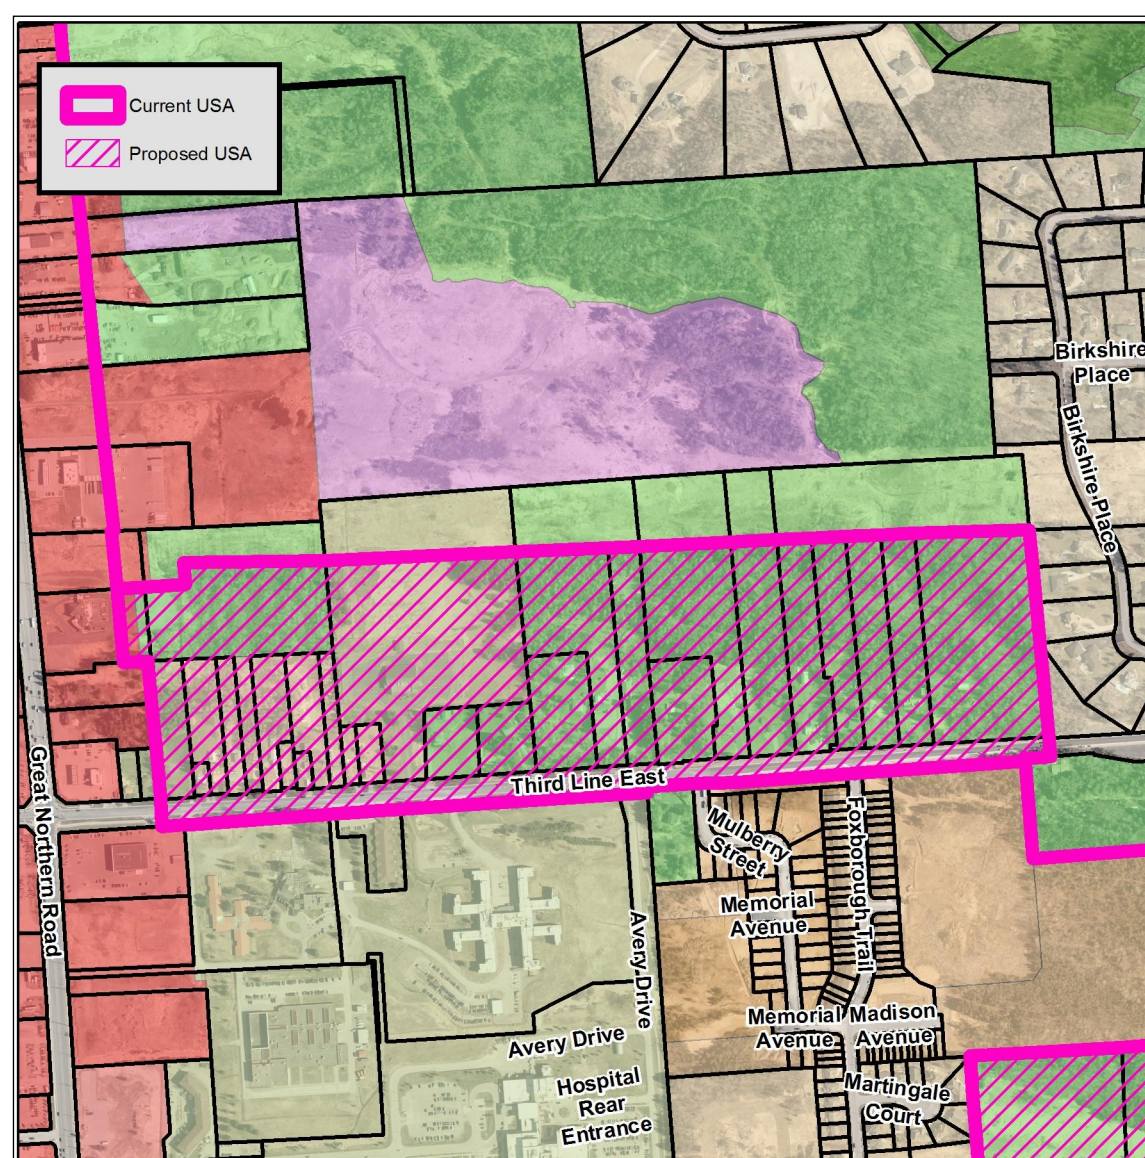 Current USA
Proposed USA
Birkshire
Place
Birkshire Place
Great Northern Road
Third Line East
Mulberry
Street
Foxborough Trail
Memorial
Avenue
Avery Drive
Memorial
Avenue
Madison
Avenue
Avery Drive
Hospital
Rear
Entrance
Martingale
Court